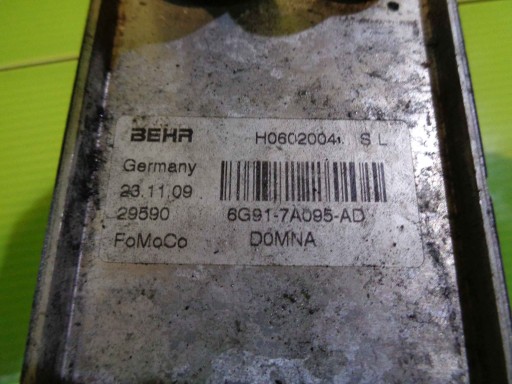 BEHR H0602004 S L
Germany
23.11.09
29590 6G91-7A095-AD
FoMoCo D0MNA